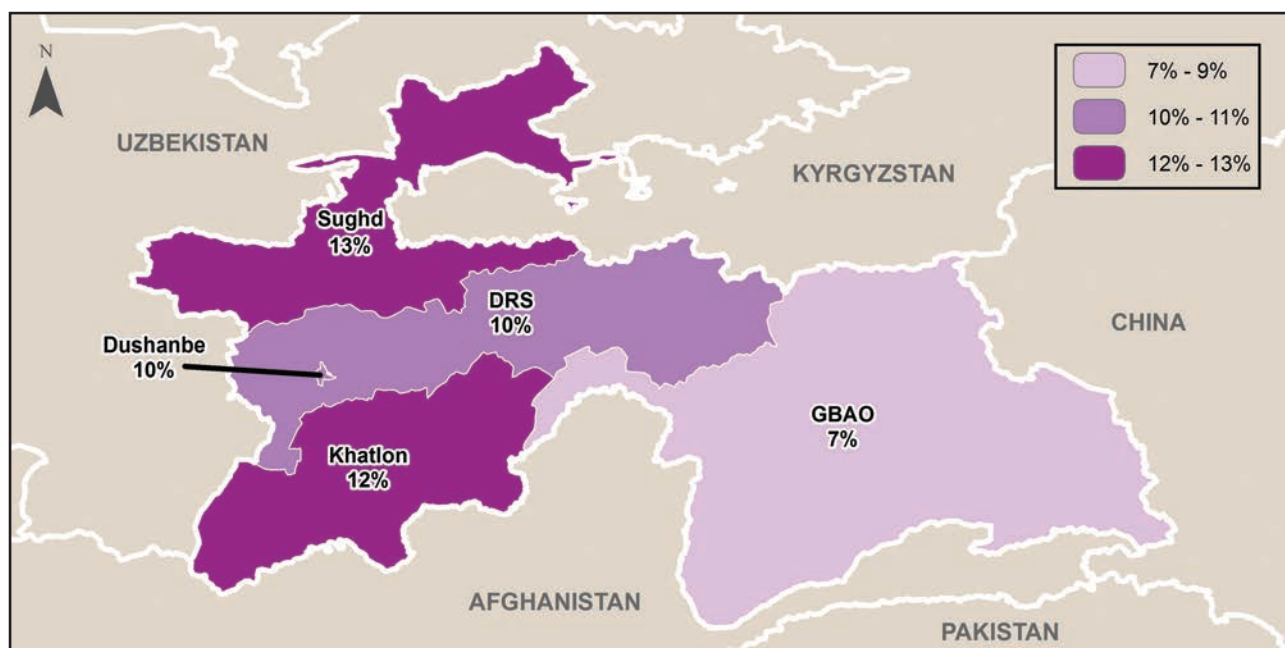 N
7% - 9%
10% - 11%
12% - 13%
UZBEKISTAN
KYRGYZSTAN
Sughd
13%
DRS
10%
CHINA
Dushanbe
10%
GBAO
7%
Khatlon
12%
AFGHANISTAN
PAKISTAN